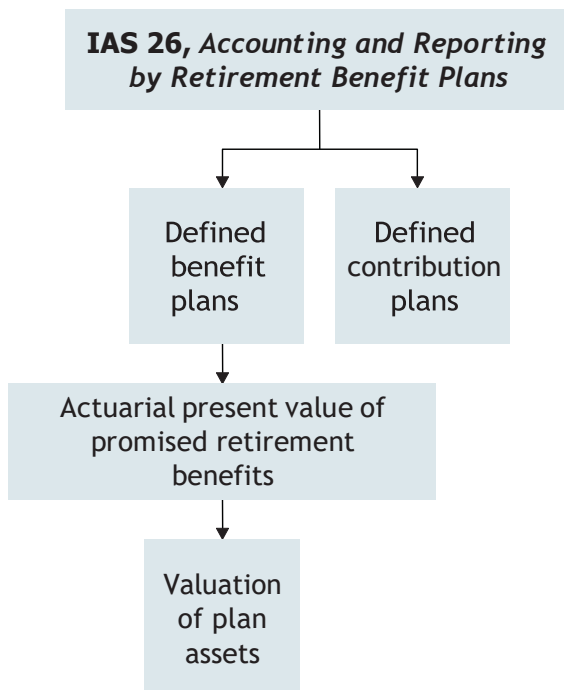 IAS 26, Accounting and Reporting
by Retirement Benefit Plans
Defined
benefit
plans
Defined
contribution
plans
Actuarial present value of
promised retirement
benefits
Valuation
of plan
assets